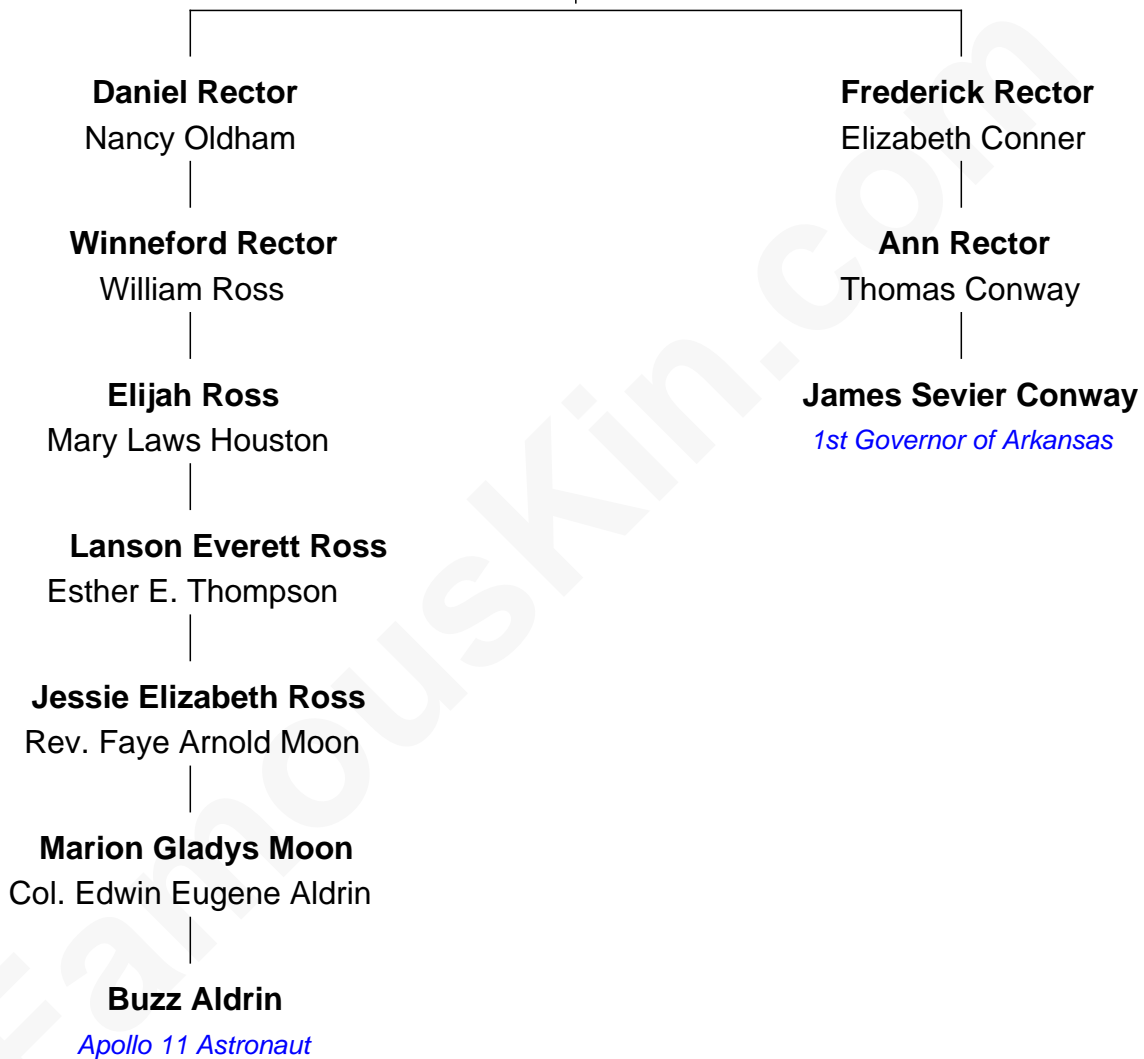 Daniel Rector
Nancy Oldham
Winneford Rector
William Ross
Elijah Ross
Mary Laws Houston
Lanson Everett Ross
Esther E. Thompson
Jessie Elizabeth Ross
Rev. Faye Arnold Moon
Marion Gladys Moon
Col. Edwin Eugene Aldrin
Buzz Aldrin
Apollo 11 Astronaut
Frederick Rector
Elizabeth Conner
Ann Rector
Thomas Conway
James Sevier Conway
1st Governor of Arkansas
FamousKin.com